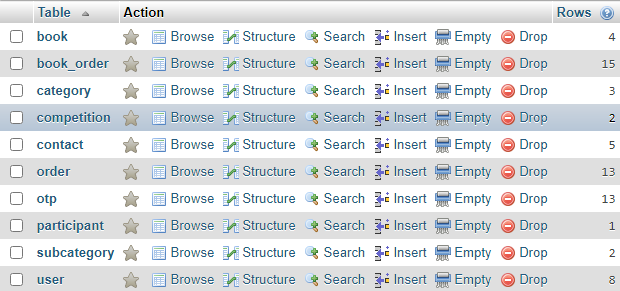 Table Action Rows
book Browse Structure Search Insert Empty Drop 4
book_order Browse Structure Search Insert Empty Drop 15
category Browse Structure Search Insert Empty Drop 3
competition Browse Structure Search Insert Empty Drop 2
contact Browse Structure Search Insert Empty Drop 5
order Browse Structure Search Insert Empty Drop 13
otp Browse Structure Search Insert Empty Drop 13
participant Browse Structure Search Insert Empty Drop 1
subcategory Browse Structure Search Insert Empty Drop 2
user Browse Structure Search Insert Empty Drop 8